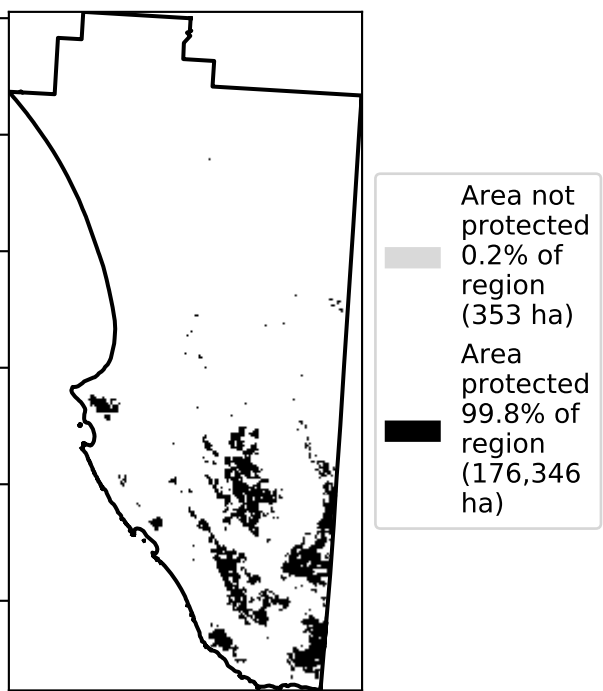 Area not
protected
0.2% of
region
(353 ha)
Area
protected
99.8% of
region
(176,346
ha)